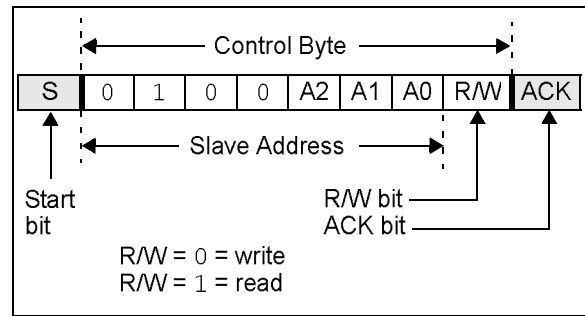 Control Byte
S 0 1 0 0 A2 A1 A0 R/W ACK
Slave Address
Start
bit
R/W bit
ACK bit
R/W = 0 = write
R/W = 1 = read